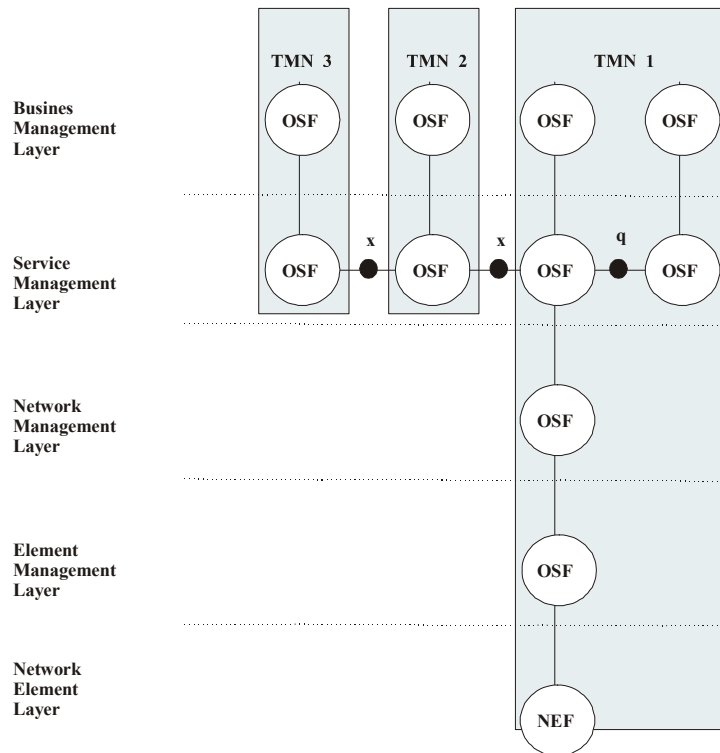 TMN 3 TMN 2 TMN 1
Busines
Management
Layer
OSF OSF OSF OSF
x x q
Service
Management
Layer
OSF OSF OSF OSF
Network
Management
Layer
OSF
Element
Management
Layer
OSF
Network
Element
Layer
NEF